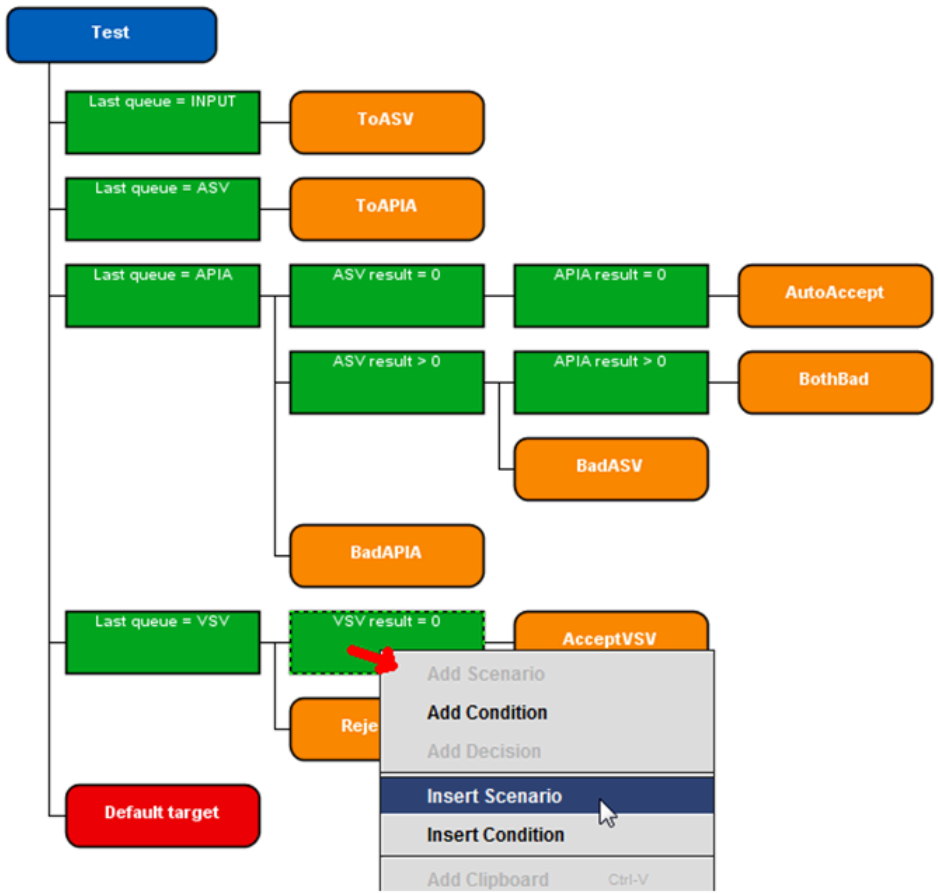 Test
Last queue = INPUT
ToASV
Last queue = ASV
ToAPIA
Last queue = APIA
ASV result = 0
APIA result = 0
AutoAccept
ASV result > 0
APIA result > 0
BothBad
BadASV
BadAPIA
Last queue = VSV
VSV result = 0
AcceptVSV
Reje
Default target
Add Scenario
Add Condition
Add Decision
Insert Scenario
Insert Condition
Add Clipboard Ctrl-V